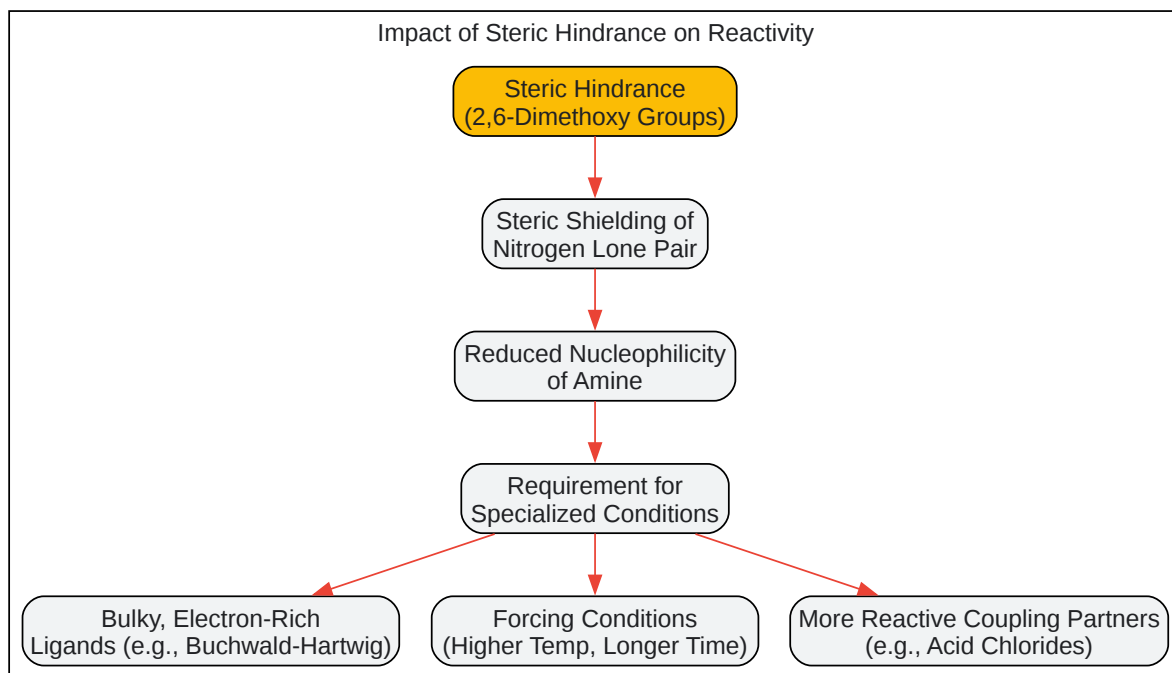 Impact of Steric Hindrance on Reactivity
Steric Hindrance
(2,6-Dimethoxy Groups)
Steric Shielding of
Nitrogen Lone Pair
Reduced Nucleophilicity
of Amine
Requirement for
Specialized Conditions
Bulky, Electron-Rich
Ligands (e.g., Buchwald-Hartwig)
Forcing Conditions
(Higher Temp, Longer Time)
More Reactive Coupling Partners
(e.g., Acid Chlorides)